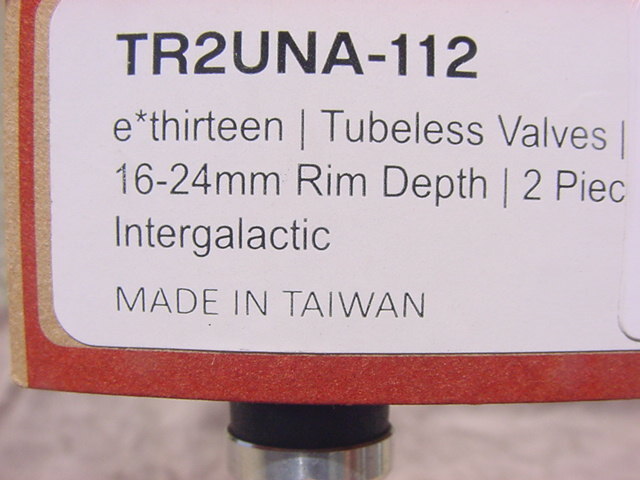 TR2UNA-112
e*thirteen | Tubeless Valves |
16-24mm Rim Depth | 2 Piec
Intergalactic
MADE IN TAIWAN